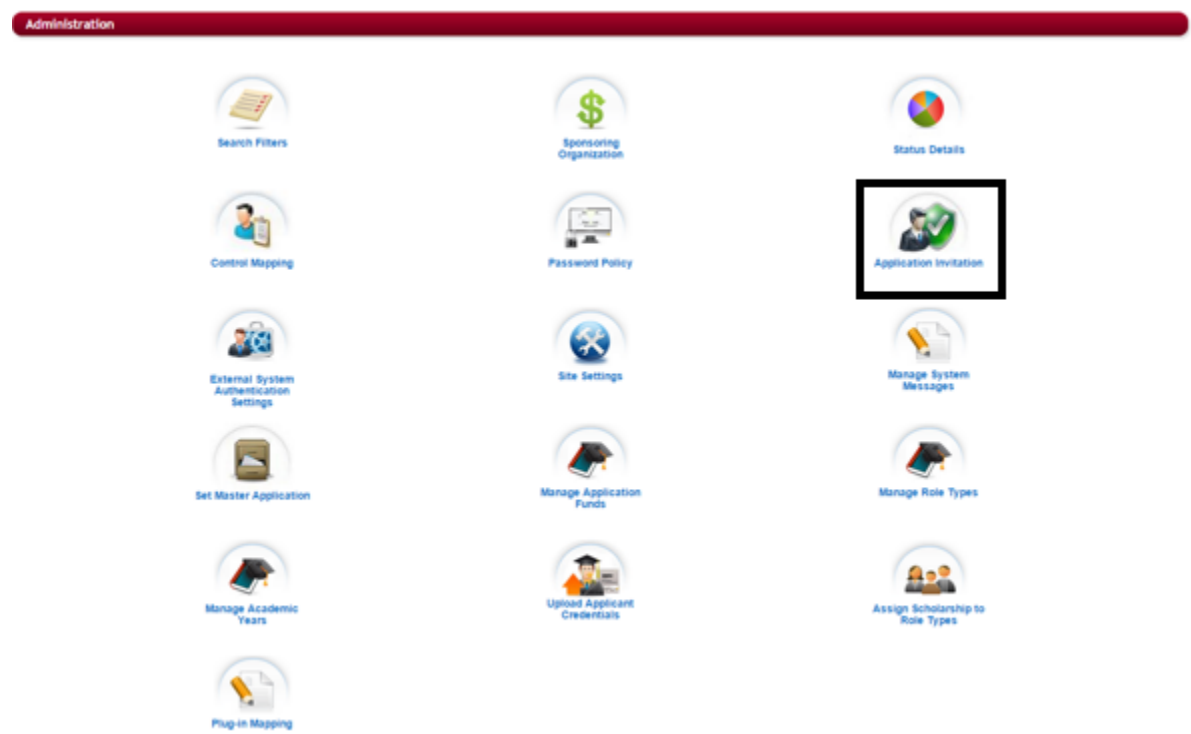 Administration
Search Filters
Sponsoring
Organization
Status Details
Control Mapping
Password Policy
Application Invitation
External System
Authentication
Settings
Site Settings
Manage System
Messages
Set Master Application
Manage Application
Funds
Manage Role Types
Manage Academic
Years
Upload Applicant
Credentials
Assign Scholarship to
Role Types
Plug-in Mapping